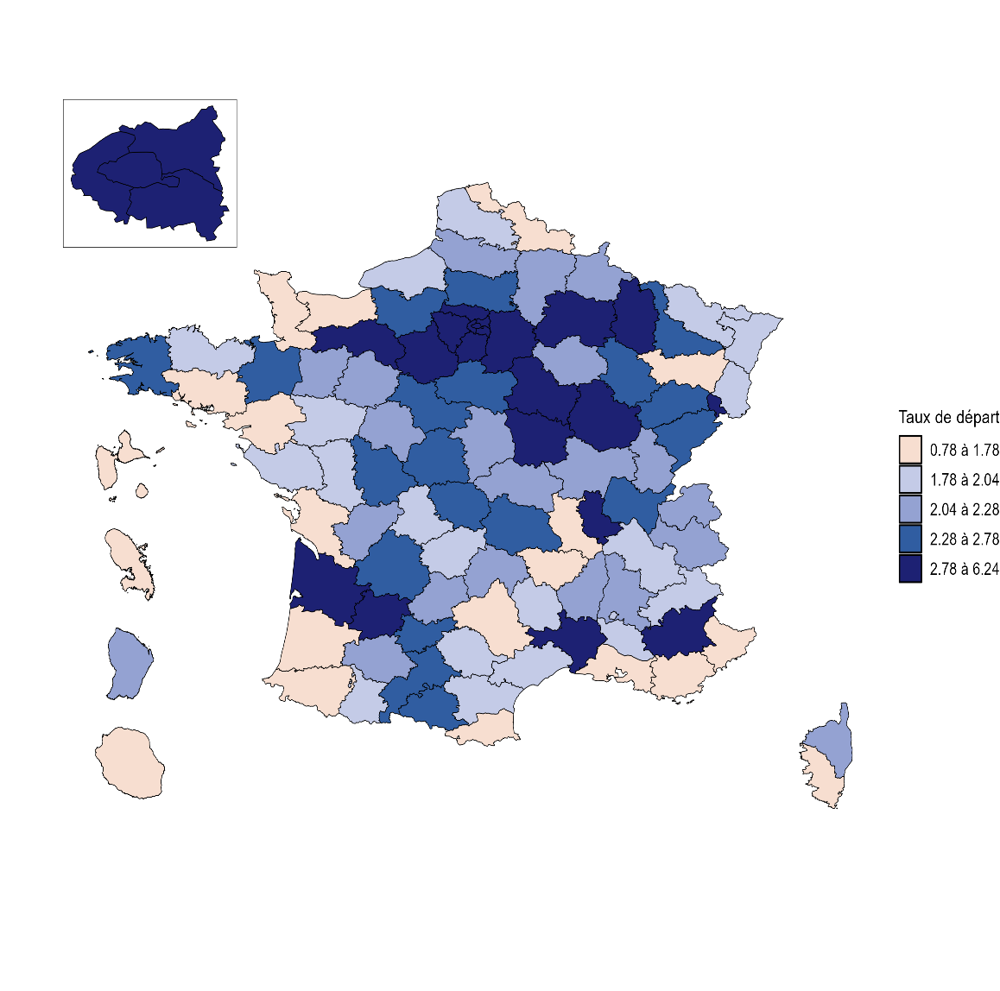 Taux de départ
0.78 à 1.78
1.78 à 2.04
2.04 à 2.28
2.28 à 2.78
2.78 à 6.24